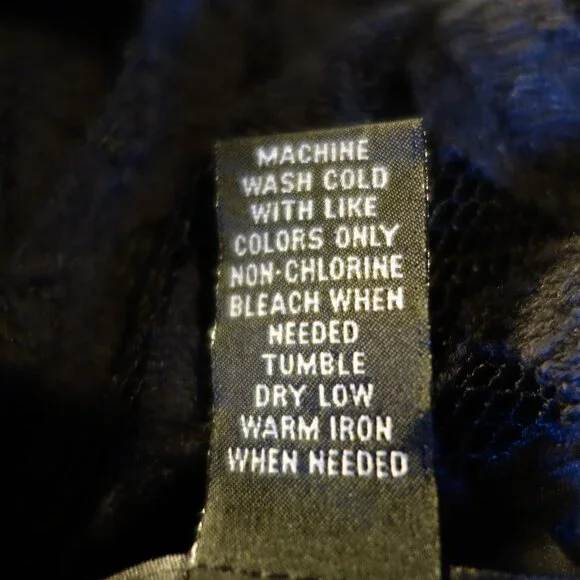 MACHINE
WASH COLD
WITH LIKE
COLORS ONLY
NON-CHLORINE
BLEACH WHEN
NEEDED
TUMBLE
DRY LOW
WARM IRON
WHEN NEEDED